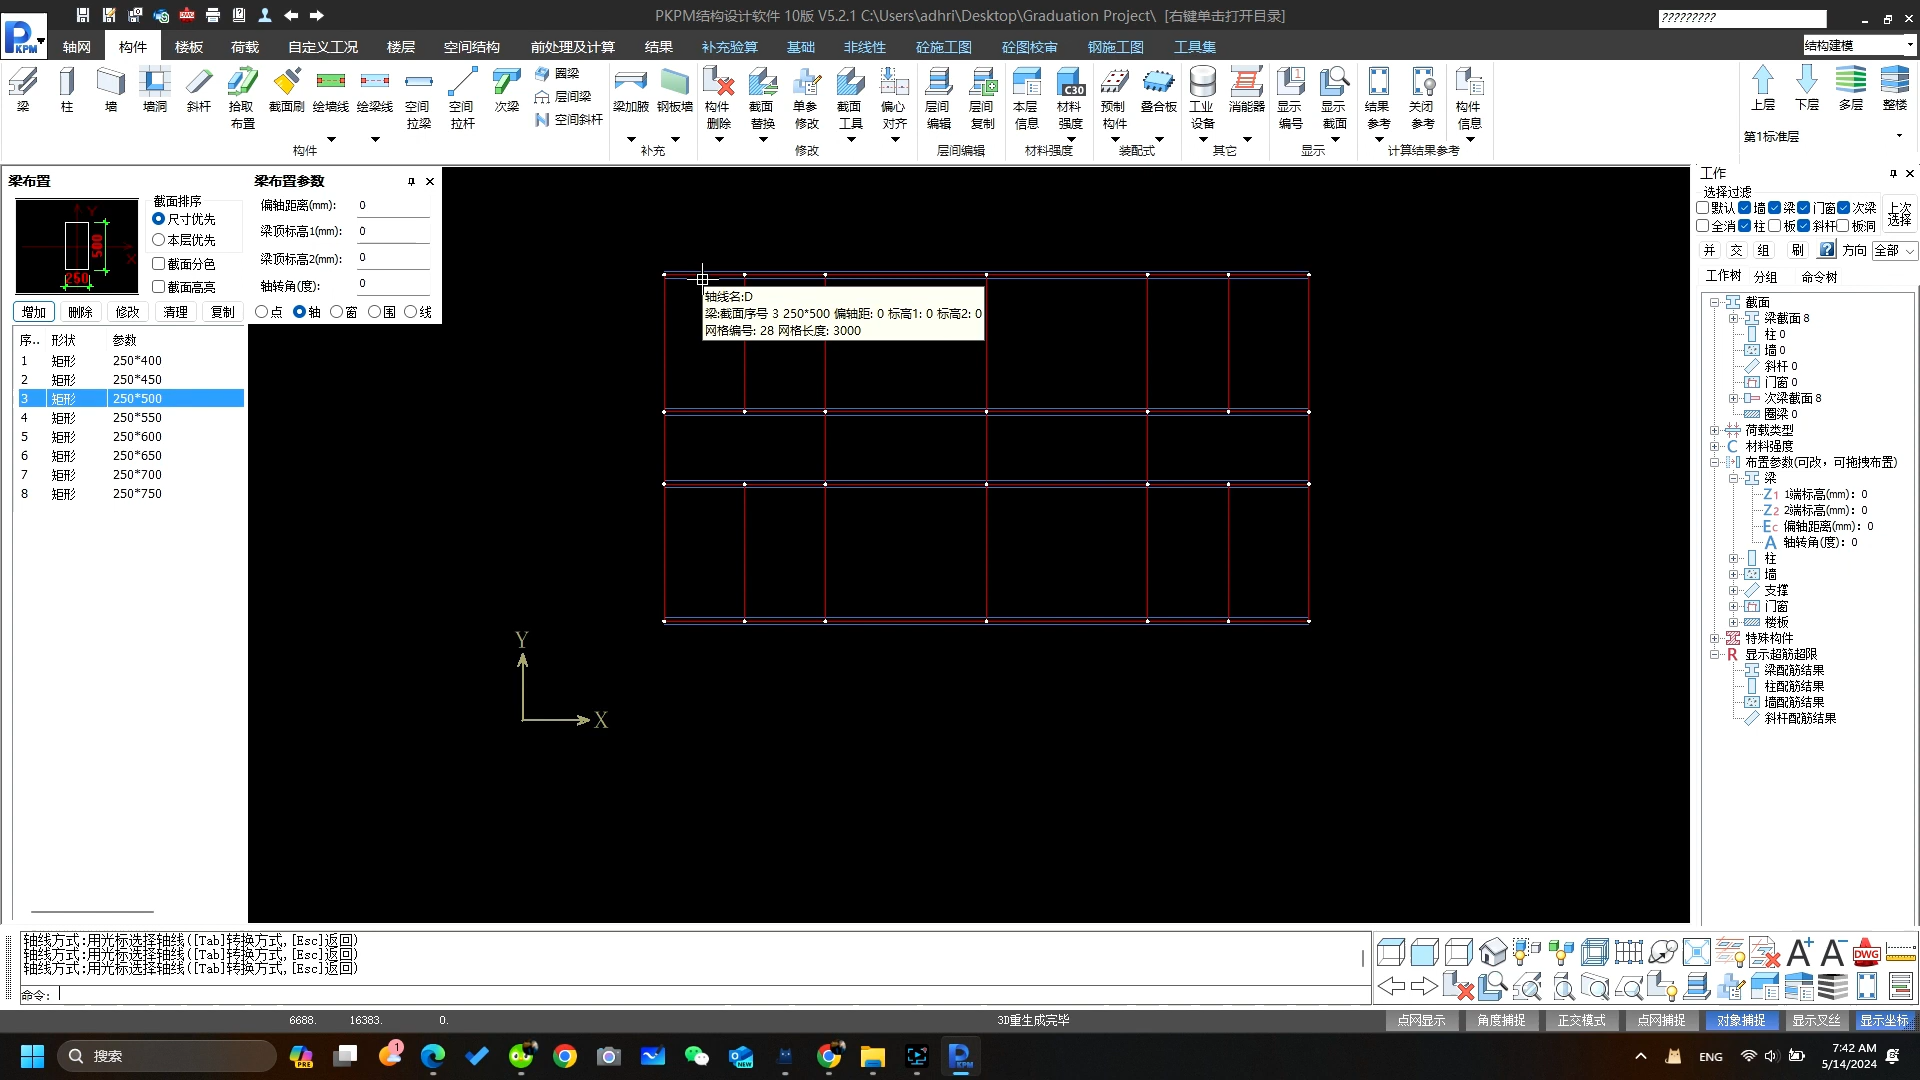 PKPM结构设计软件 10版 V5.2.1 C:\Users\adhri\Desktop\Graduation Project\ [右键单击打开目录]
?????????
轴网 构件 楼板 荷载 自定义工况 楼层 空间结构 前处理及计算 结果 补充验算 基础 非线性 砼施工图 砼图校审 钢施工图 工具集
结构建模
梁 柱 墙 墙洞 斜杆 拾取布置 截面刷 绘墙线 绘梁线 空间拉梁 空间拉杆 次梁
圈梁
层间梁
空间斜杆
梁加腋 钢板墙 构件删除 截面替换 单参修改 截面工具 偏心对齐 层间编辑 层间复制 本层信息 材料强度 预制构件 叠合板 工业设备 消能器 显示编号 显示截面 结果参考 关闭参考 构件信息
C30
上层 下层 多层 整楼
第1标准层
构件 补充 修改 层间编辑 材料强度 装配式 其它 显示 计算结果参考
梁布置
截面排序
尺寸优先
本层优先
截面分色
截面高亮
500
250
增加 删除 修改 清理 复制
序.. 形状 参数
1 矩形 250*400
2 矩形 250*450
3 矩形 250*500
4 矩形 250*550
5 矩形 250*600
6 矩形 250*650
7 矩形 250*700
8 矩形 250*750
梁布置参数
偏轴距离(mm): 0
梁顶标高1(mm): 0
梁顶标高2(mm): 0
轴转角(度): 0
点 轴 窗 围 线
轴线名:D
梁:截面序号 3 250*500 偏轴距: 0 标高1: 0 标高2: 0
网格编号: 28 网格长度: 3000
Y
X
工作
选择过滤
默认 墙 梁 门窗 次梁
全消 柱 板 斜杆 板洞
上次选择
并 交 组 刷 方向 全部
工作树 分组 命令树
截面
梁截面 8
柱 0
墙 0
斜杆 0
门窗 0
次梁截面 8
圈梁 0
荷载类型
材料强度
布置参数(可改，可拖拽布置)
梁
1端标高(mm)：0
2端标高(mm)：0
偏轴距离(mm)：0
轴转角(度)：0
柱
墙
支撑
门窗
楼板
特殊构件
显示超筋超限
梁配筋结果
柱配筋结果
墙配筋结果
斜杆配筋结果
轴线方式:用光标选择轴线([Tab]转换方式,[Esc]返回)
轴线方式:用光标选择轴线([Tab]转换方式,[Esc]返回)
轴线方式:用光标选择轴线([Tab]转换方式,[Esc]返回)
命令:
6688. 16383. 0.
3D重生成完毕
点网显示 角度捕捉 正交模式 点网捕捉 对象捕捉 显示叉丝 显示坐标
搜索
ENG
7:42 AM
5/14/2024